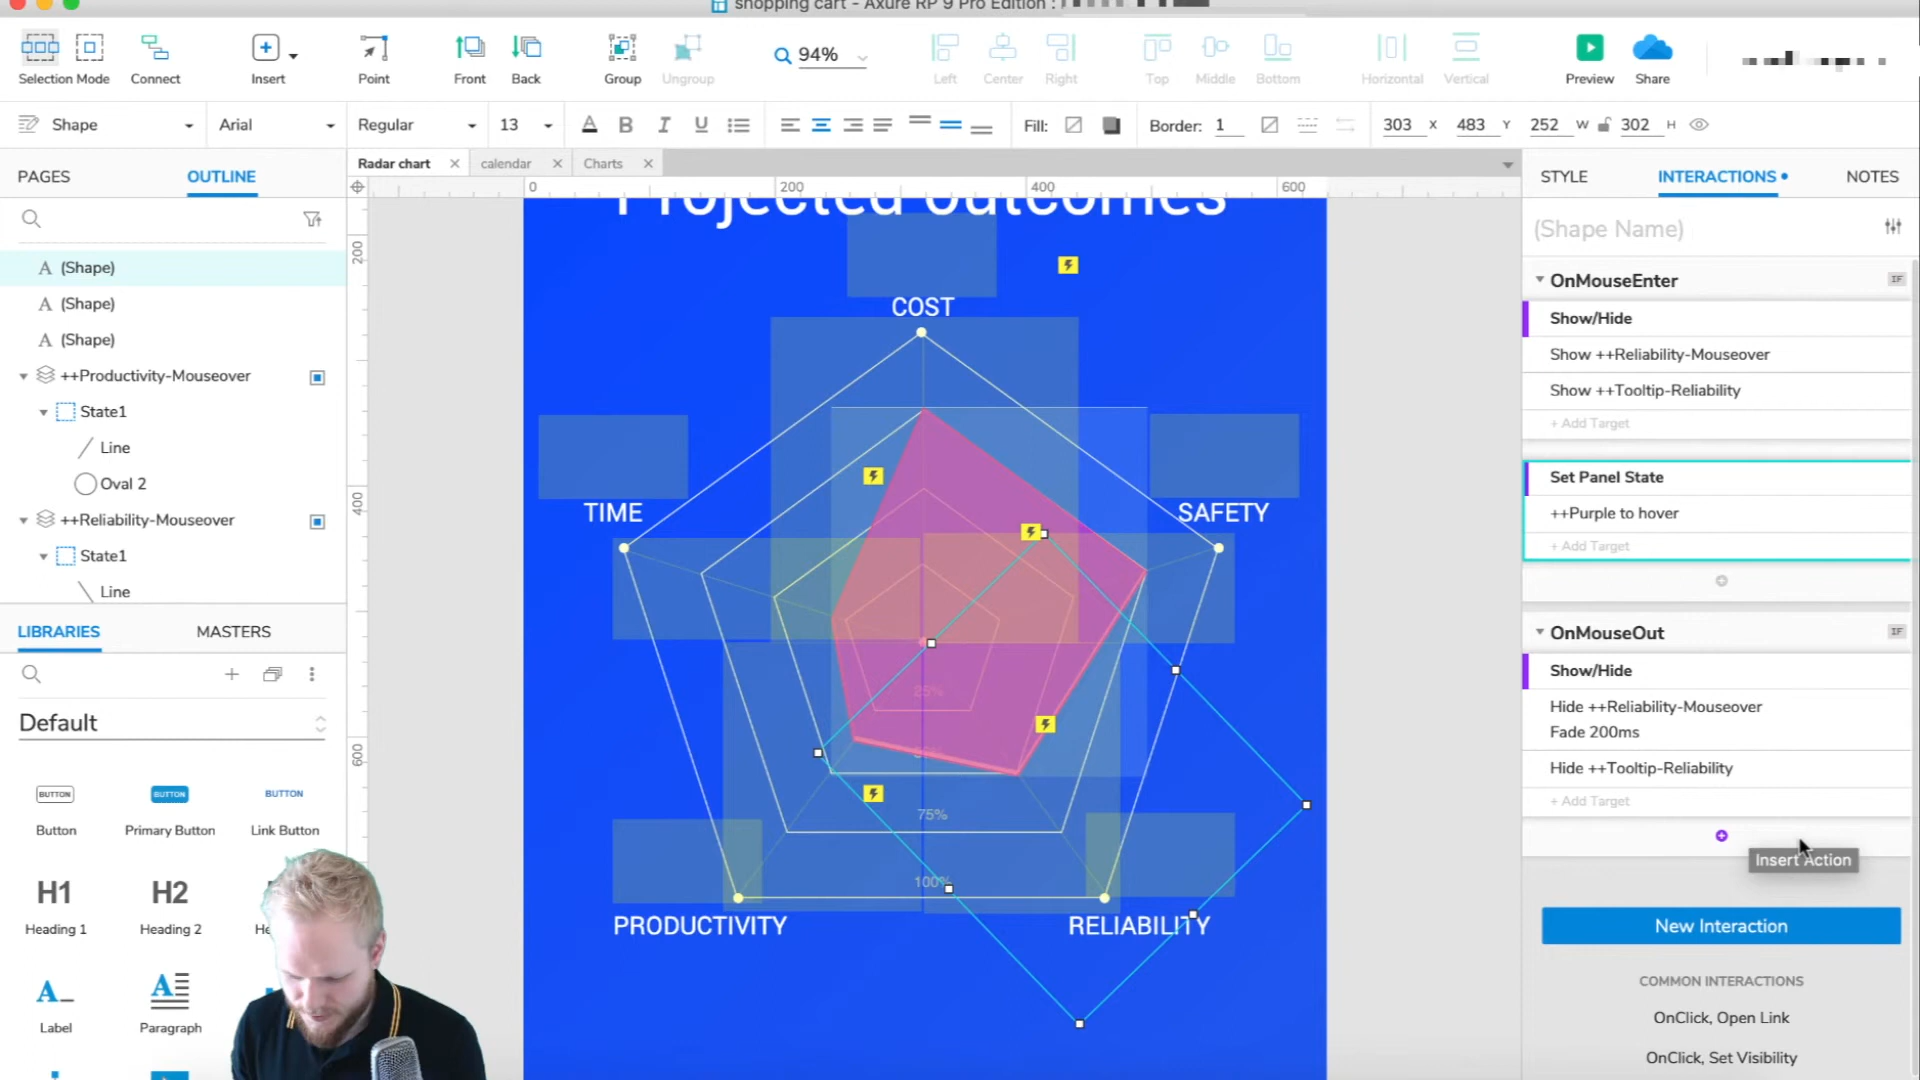 shopping cart - Axure RP 9 Pro Edition :
Selection Mode
Connect
Insert
Point
Front
Back
Group
Ungroup
94%
Left
Center
Right
Top
Middle
Bottom
Horizontal
Vertical
Preview
Share
Shape
Arial
Regular
13
A
B
I
U
Fill:
Border: 1
303 X
483 Y
252 W
302 H
PAGES
OUTLINE
Radar chart
calendar
Charts
STYLE
INTERACTIONS
NOTES
0
200
400
600
A (Shape)
A (Shape)
A (Shape)
++Productivity-Mouseover
State1
Line
Oval 2
++Reliability-Mouseover
State1
Line
LIBRARIES
MASTERS
Default
BUTTON
BUTTON
BUTTON
Button
Primary Button
Link Button
H1
H2
Heading 1
Heading 2
He
A
A
Label
Paragraph
200
400
600
Projected outcomes
COST
TIME
SAFETY
25%
75%
100%
PRODUCTIVITY
RELIABILITY
(Shape Name)
OnMouseEnter
IF
Show/Hide
Show ++Reliability-Mouseover
Show ++Tooltip-Reliability
+ Add Target
Set Panel State
++Purple to hover
+ Add Target
OnMouseOut
IF
Show/Hide
Hide ++Reliability-Mouseover
Fade 200ms
Hide ++Tooltip-Reliability
+ Add Target
Insert Action
New Interaction
COMMON INTERACTIONS
OnClick, Open Link
OnClick, Set Visibility